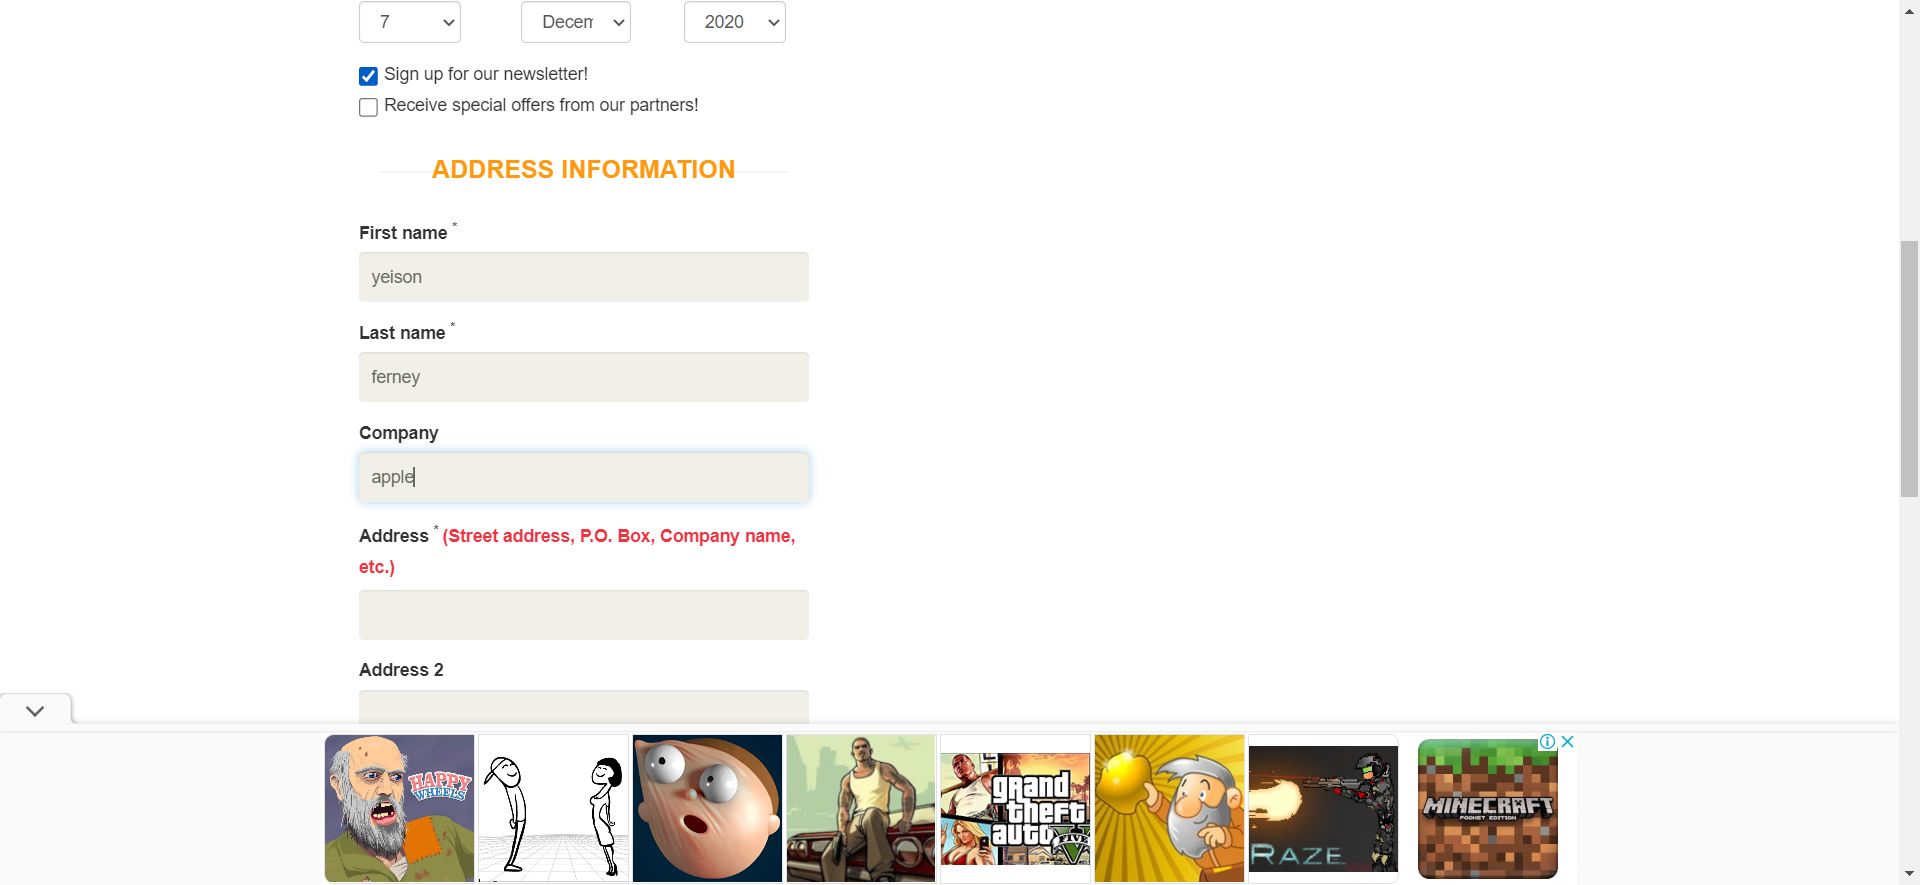 7 Decem 2020
Sign up for our newsletter!
Receive special offers from our partners!
ADDRESS INFORMATION
First name *
yeison
Last name *
ferney
Company
apple
Address * (Street address, P.O. Box, Company name,
etc.)
Address 2
HAPPY
WHEELS
grand
theft
auto
FIVE
RAZE
MINECRAFT
POCKET EDITION